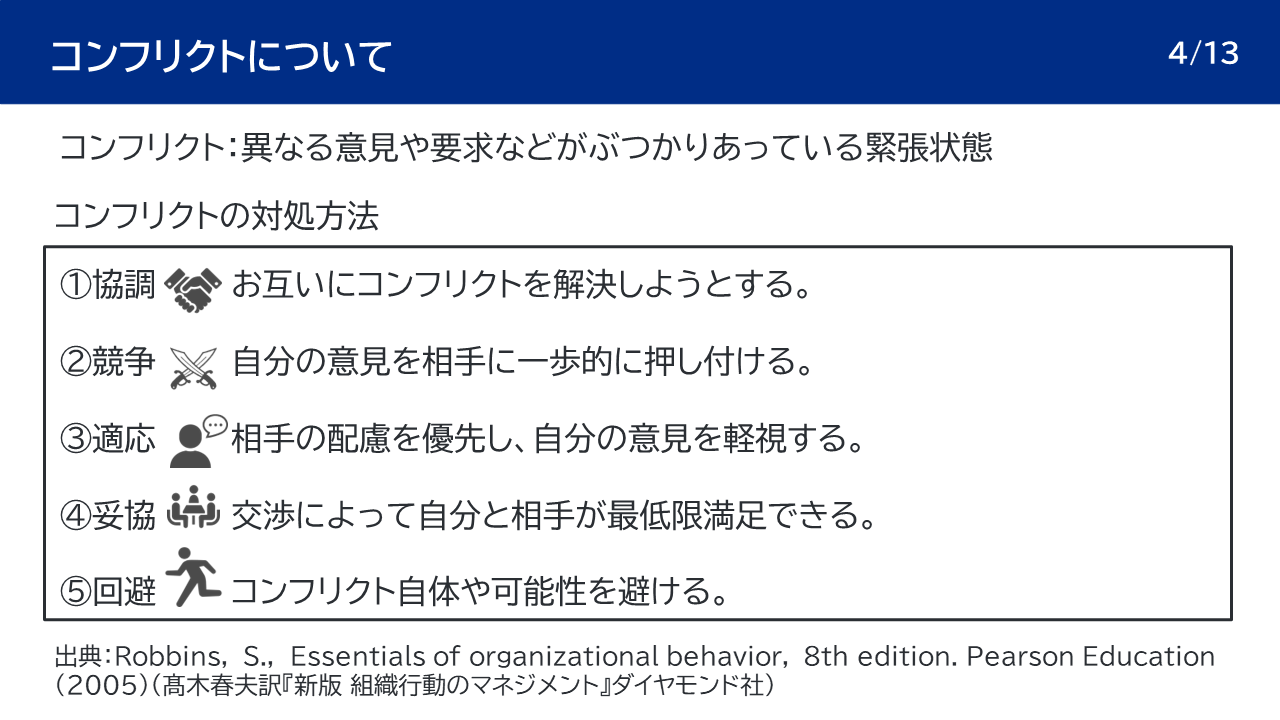 コンフリクトについて
4/13
コンフリクト：異なる意見や要求などがぶつかりあっている緊張状態
コンフリクトの対処方法
①協調 お互いにコンフリクトを解決しようとする。
②競争 自分の意見を相手に一歩的に押し付ける。
③適応 相手の配慮を優先し、自分の意見を軽視する。
④妥協 交渉によって自分と相手が最低限満足できる。
⑤回避 コンフリクト自体や可能性を避ける。
出典：Robbins, S., Essentials of organizational behavior, 8th edition. Pearson Education
（2005）（髙木春夫訳『新版 組織行動のマネジメント』ダイヤモンド社）